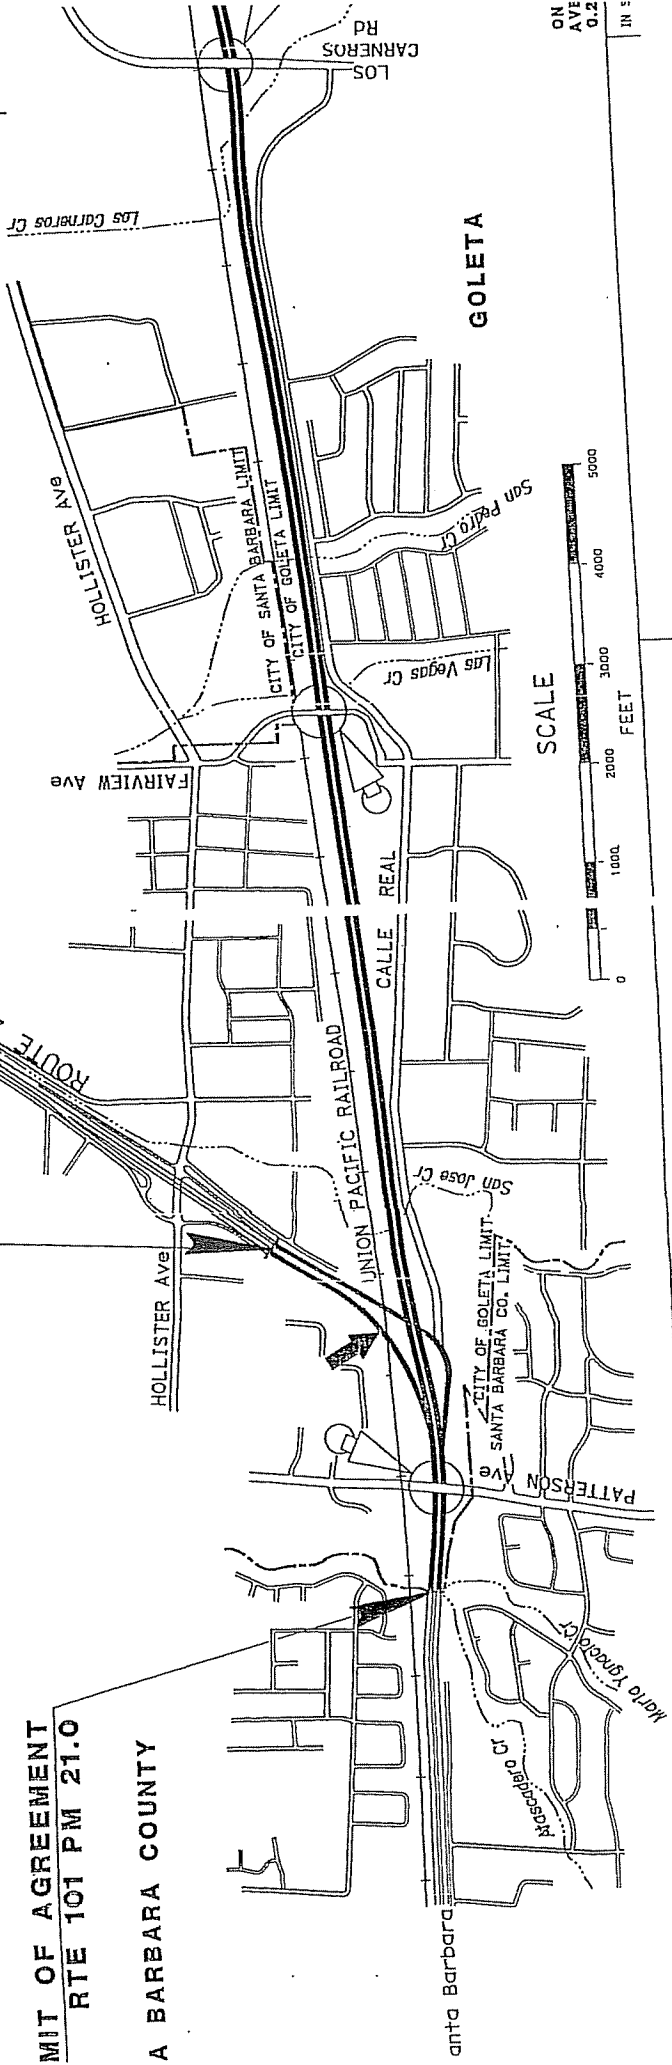 MIT OF AGREEMENT
RTE 101 PM 21.0
A BARBARA COUNTY
anta Barbara
Atascadero Cr
Maria Ygnacio Cr
PATTERSON Ave
HOLLISTER Ave
CITY OF GOLETA LIMIT
SANTA BARBARA CO. LIMIT
San Jose Cr
UNION PACIFIC RAILROAD
ROUTE
CALLE REAL
FAIRVIEW Ave
HOLLISTER Ave
CITY OF SANTA BARBARA LIMIT
CITY OF GOLETA LIMIT
Las Vegas Cr
San Pedro Cr
GOLETA
Los Carneros Cr
LOS
CARNEROS
Rd
SCALE
0
1000
2000
3000
4000
5000
FEET
ON
AVE
0.2
IN S